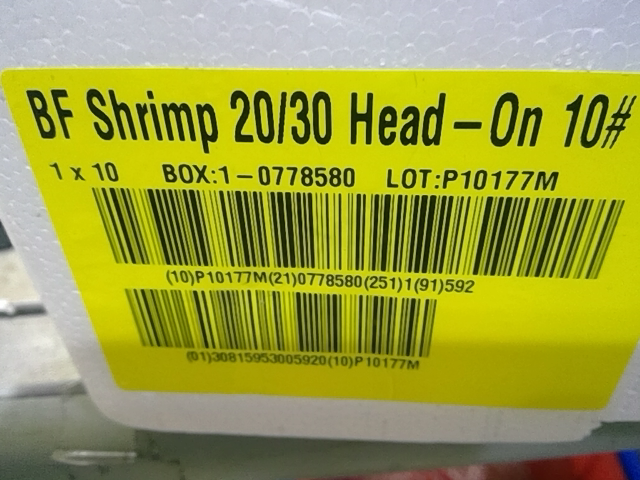 BF Shrimp 20/30 Head-On 10#
1 x 10 BOX:1-0778580 LOT:P10177M
(10)P10177M(21)0778580(251)1(91)592
(01)30815953005920(10)P10177M